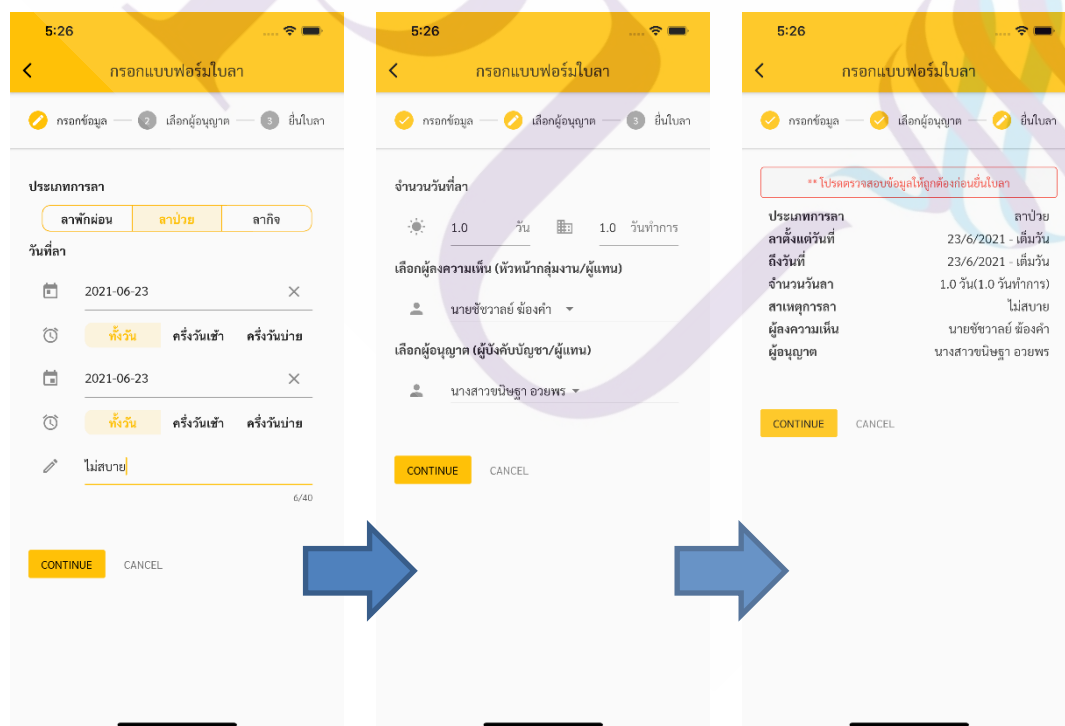 5:26
กรอกแบบฟอร์มใบลา
กรอกข้อมูล 2 เลือกผู้อนุญาต 3 ยื่นใบลา
ประเภทการลา
ลาพักผ่อน ลาป่วย ลากิจ
วันที่ลา
2021-06-23
ทั้งวัน ครึ่งวันเช้า ครึ่งวันบ่าย
2021-06-23
ทั้งวัน ครึ่งวันเช้า ครึ่งวันบ่าย
ไม่สบาย
6/40
CONTINUE CANCEL
5:26
กรอกแบบฟอร์มใบลา
กรอกข้อมูล เลือกผู้อนุญาต 3 ยื่นใบลา
จำนวนวันที่ลา
1.0 วัน 1.0 วันทำการ
เลือกผู้ลงความเห็น (หัวหน้ากลุ่มงาน/ผู้แทน)
นายชัชวาลย์ ฆ้องคำ
เลือกผู้อนุญาต (ผู้บังคับบัญชา/ผู้แทน)
นางสาวขนิษฐา อวยพร
CONTINUE CANCEL
5:26
กรอกแบบฟอร์มใบลา
กรอกข้อมูล เลือกผู้อนุญาต ยื่นใบลา
** โปรดตรวจสอบข้อมูลให้ถูกต้องก่อนยื่นใบลา
ประเภทการลา ลาป่วย
ลาตั้งแต่วันที่ 23/6/2021 - เต็มวัน
ถึงวันที่ 23/6/2021 - เต็มวัน
จำนวนวันลา 1.0 วัน(1.0 วันทำการ)
สาเหตุการลา ไม่สบาย
ผู้ลงความเห็น นายชัชวาลย์ ฆ้องคำ
ผู้อนุญาต นางสาวขนิษฐา อวยพร
CONTINUE CANCEL